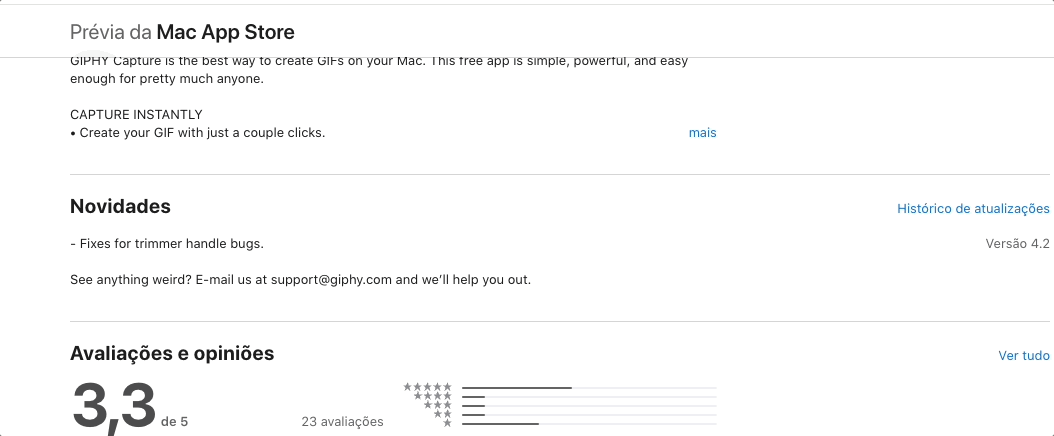 Prévia da Mac App Store
GIPHY Capture is the best way to create GIFs on your Mac. This free app is simple, powerful, and easy
enough for pretty much anyone.
CAPTURE INSTANTLY
• Create your GIF with just a couple clicks.
mais
Novidades
Histórico de atualizações
- Fixes for trimmer handle bugs.
Versão 4.2
See anything weird? E-mail us at support@giphy.com and we’ll help you out.
Avaliações e opiniões
Ver tudo
3,3 de 5
23 avaliações